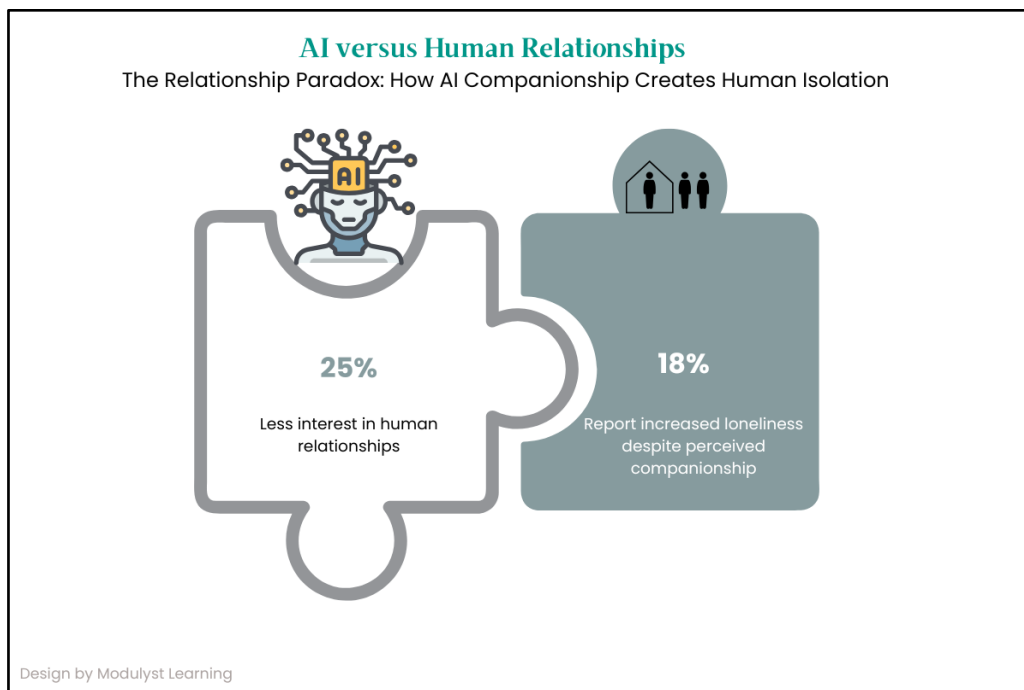 AI versus Human Relationships
The Relationship Paradox: How AI Companionship Creates Human Isolation
AI
25%
Less interest in human
relationships
18%
Report increased loneliness
despite perceived
companionship
Design by Modulyst Learning